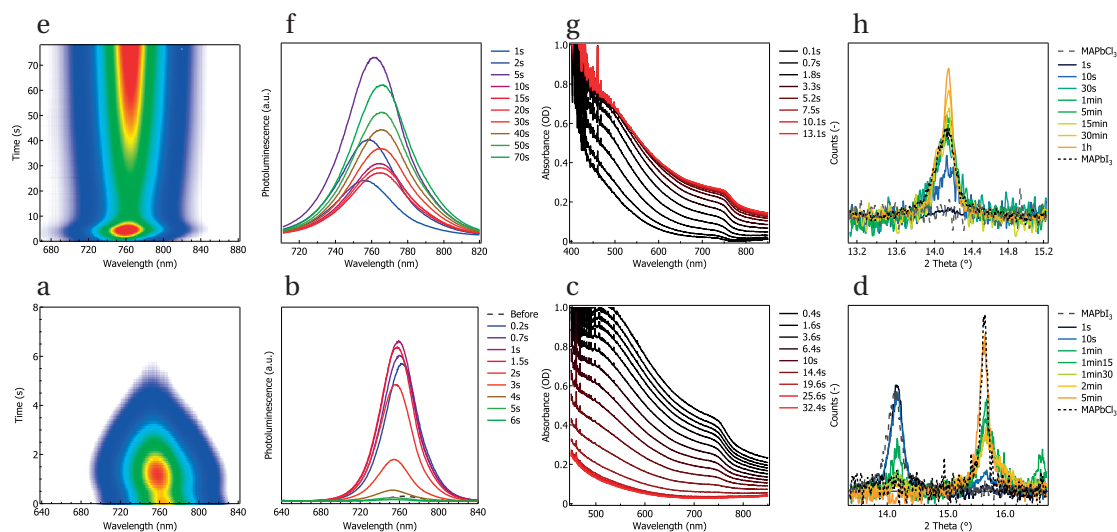 e
Time (s)
80
70
60
50
40
30
20
10
0
680
720
760
800
840
880
Wavelength (nm)
f
Photoluminescence (a.u.)
720
740
760
780
800
820
Wavelength (nm)
1s
2s
5s
10s
15s
20s
30s
40s
50s
70s
g
Absorbance (OD)
1.0
0.8
0.6
0.4
0.2
0
400
500
600
700
800
Wavelength (nm)
0.1s
0.7s
1.8s
3.3s
5.2s
7.5s
10.1s
13.1s
h
Counts (-)
13.2
13.6
14.0
14.4
14.8
15.2
2 Theta (°)
MAPbCl3
1s
10s
30s
1min
5min
15min
30min
1h
MAPbI3
a
Time (s)
8
6
4
2
0
640
680
720
760
800
840
Wavelength (nm)
b
Photoluminescence (a.u.)
640
680
720
760
800
840
Wavelength (nm)
Before
0.2s
0.7s
1s
1.5s
2s
3s
4s
5s
6s
c
Absorbance (OD)
1.0
0.8
0.6
0.4
0.2
0
500
600
700
800
Wavelength (nm)
0.4s
1.6s
3.6s
6.4s
10s
14.4s
19.6s
25.6s
32.4s
d
Counts (-)
14.0
15.0
16.0
2 Theta (°)
MAPbI3
1s
10s
1min
1min15
1min30
2min
5min
MAPbCl3